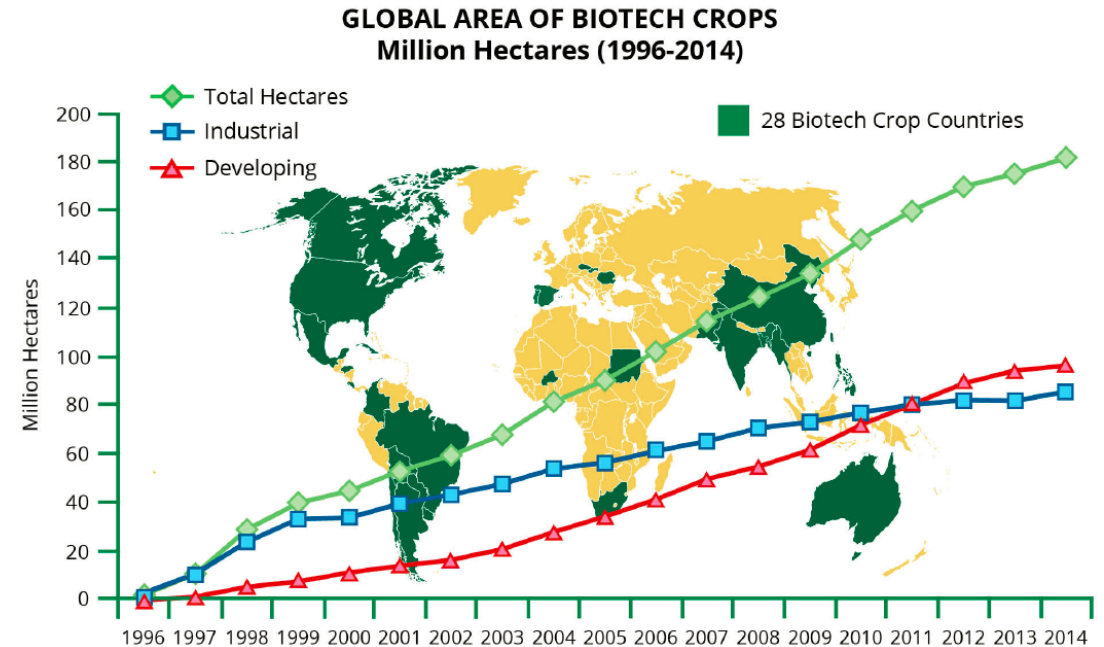 GLOBAL AREA OF BIOTECH CROPS
Million Hectares (1996-2014)
Total Hectares
Industrial
Developing
28 Biotech Crop Countries
Million Hectares
200
180
160
140
120
100
80
60
40
20
0
1996 1997 1998 1999 2000 2001 2002 2003 2004 2005 2006 2007 2008 2009 2010 2011 2012 2013 2014